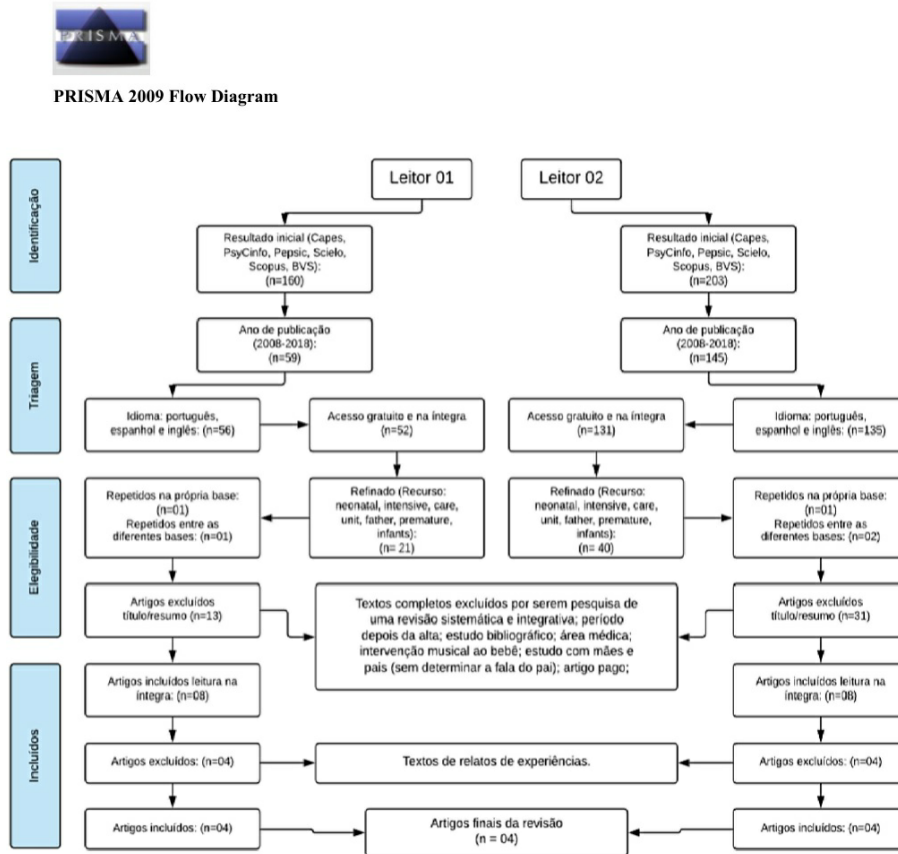 PRISMA
PRISMA 2009 Flow Diagram
Identificação
Leitor 01
Leitor 02
Resultado inicial (Capes,
PsyCinfo, Pepsic, Scielo,
Scopus, BVS):
(n=160)
Resultado inicial (Capes,
PsyCinfo, Pepsic, Scielo,
Scopus, BVS):
(n=203)
Triagem
Ano de publicação
(2008-2018):
(n=59)
Ano de publicação
(2008-2018):
(n=145)
Idioma: português,
espanhol e inglês: (n=56)
Acesso gratuito e na íntegra
(n=52)
Acesso gratuito e na íntegra
(n=131)
Idioma: português,
espanhol e inglês: (n=135)
Elegibilidade
Repetidos na própria base:
(n=01)
Repetidos entre as
diferentes bases: (n=01)
Refinado (Recurso:
neonatal, intensive, care,
unit, father, premature,
infants):
(n= 21)
Refinado (Recurso:
neonatal, intensive, care,
unit, father, premature,
infants):
(n= 40)
Repetidos na própria base:
(n=01)
Repetidos entre as
diferentes bases: (n=02)
Artigos excluídos
título/resumo (n=13)
Textos completos excluídos por serem pesquisa de
uma revisão sistemática e integrativa; período
depois da alta; estudo bibliográfico; área médica;
intervenção musical ao bebê; estudo com mães e
pais (sem determinar a fala do pai); artigo pago;
Artigos excluídos
título/resumo (n=31)
Incluídos
Artigos incluídos leitura na
íntegra: (n=08)
Artigos incluídos leitura na
íntegra: (n=08)
Artigos excluídos: (n=04)
Textos de relatos de experiências.
Artigos excluídos: (n=04)
Artigos incluídos: (n=04)
Artigos finais da revisão
(n = 04)
Artigos incluídos: (n=04)